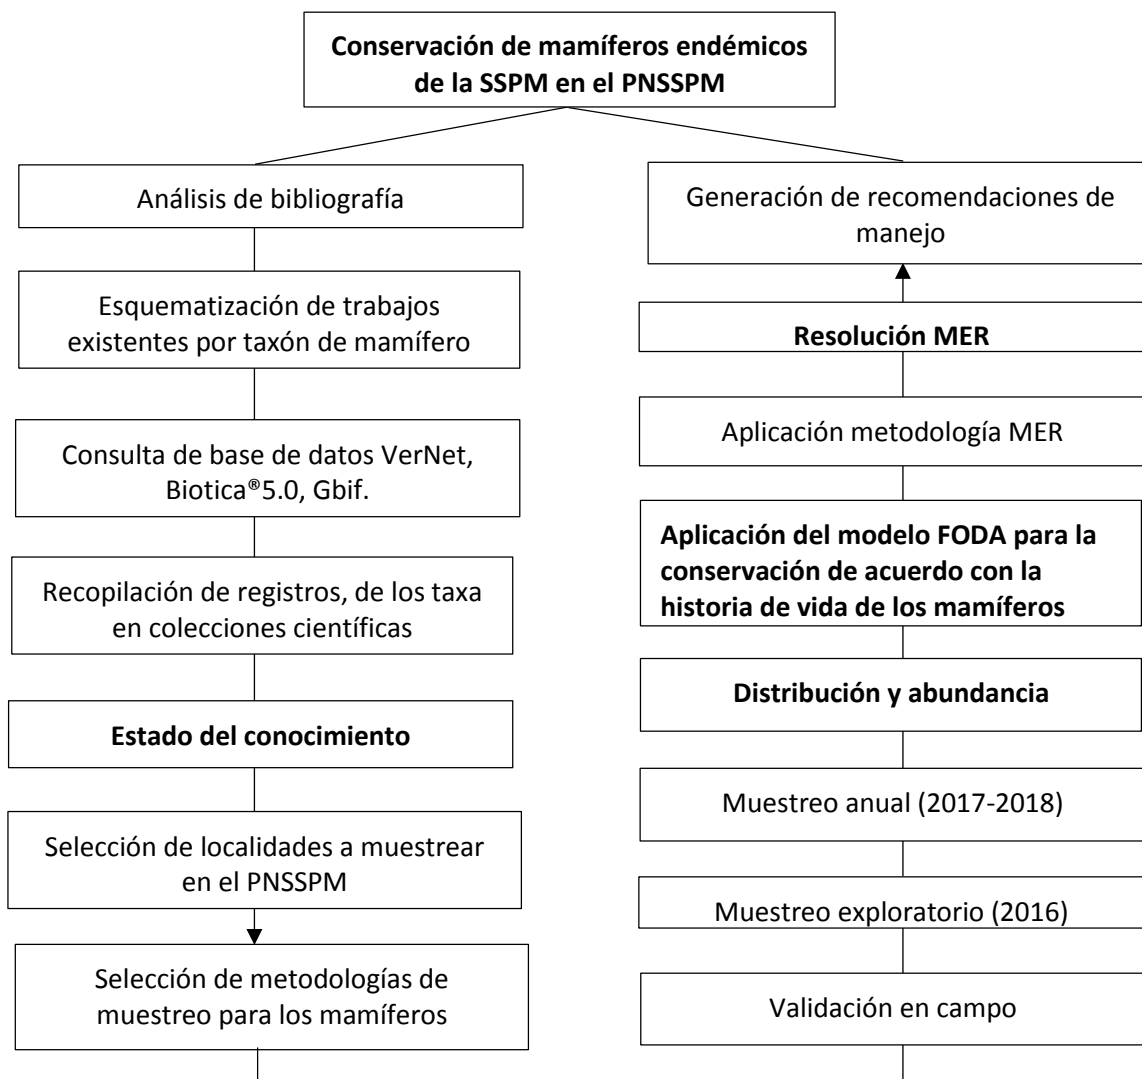 Conservación de mamíferos endémicos
de la SSPM en el PNSSPM
Análisis de bibliografía
Esquematización de trabajos
existentes por taxón de mamífero
Consulta de base de datos VerNet,
Biotica®5.0, Gbif.
Recopilación de registros, de los taxa
en colecciones científicas
Estado del conocimiento
Selección de localidades a muestrear
en el PNSSPM
Selección de metodologías de
muestreo para los mamíferos
Generación de recomendaciones de
manejo
Resolución MER
Aplicación metodología MER
Aplicación del modelo FODA para la
conservación de acuerdo con la
historia de vida de los mamíferos
Distribución y abundancia
Muestreo anual (2017-2018)
Muestreo exploratorio (2016)
Validación en campo